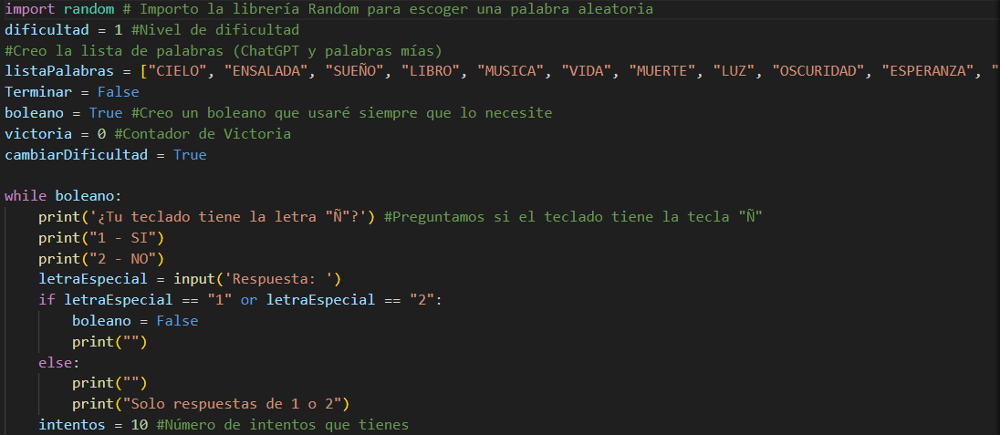 import random # Importo la librería Random para escoger una palabra aleatoria
dificultad = 1 #Nivel de dificultad
#Creo la lista de palabras (ChatGPT y palabras mías)
listaPalabras = ["CIELO", "ENSALADA", "SUEÑO", "LIBRO", "MUSICA", "VIDA", "MUERTE", "LUZ", "OSCURIDAD", "ESPERANZA", "
Terminar = False
boleano = True #Creo un boleano que usaré siempre que lo necesite
victoria = 0 #Contador de Victoria
cambiarDificultad = True
while boleano:
print('¿Tu teclado tiene la letra "Ñ"?') #Preguntamos si el teclado tiene la tecla "Ñ"
print("1 - SI")
print("2 - NO")
letraEspecial = input('Respuesta: ')
if letraEspecial == "1" or letraEspecial == "2":
boleano = False
print("")
else:
print("")
print("Solo respuestas de 1 o 2")
intentos = 10 #Número de intentos que tienes